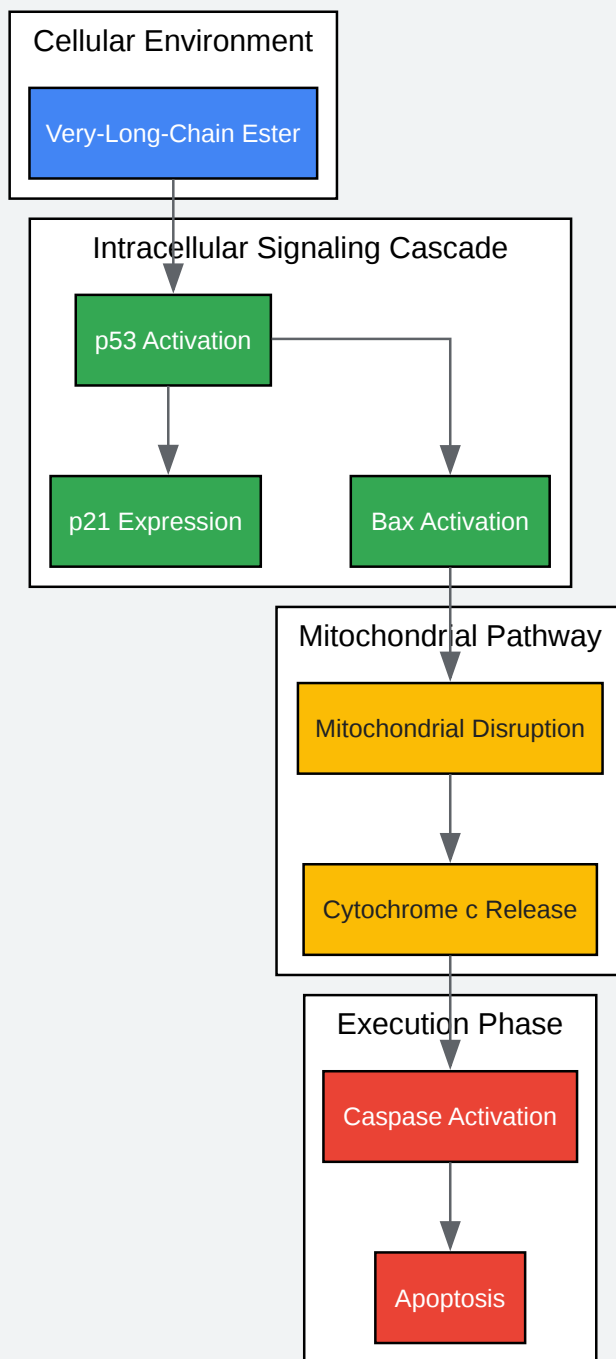 Cellular Environment
Very-Long-Chain Ester
Intracellular Signaling Cascade
p53 Activation
p21 Expression
Bax Activation
Mitochondrial Pathway
Mitochondrial Disruption
Cytochrome c Release
Execution Phase
Caspase Activation
Apoptosis